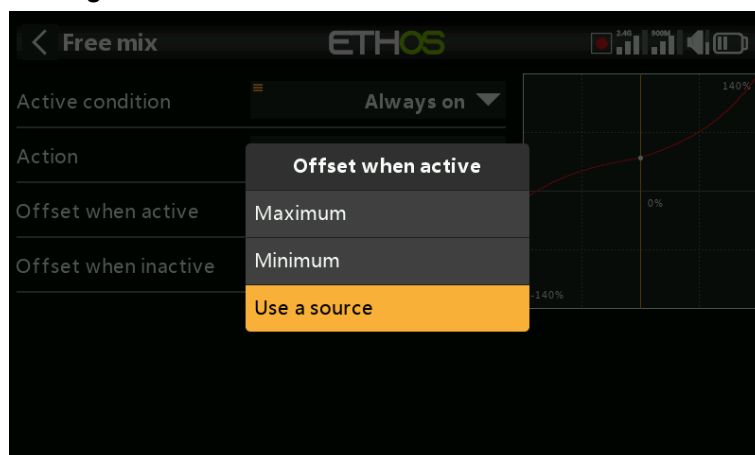 Free mix
ETHOS
2.4G
900M
Active condition
Always on
140%
Action
Offset when active
Offset when active
Maximum
0%
Offset when inactive
Minimum
Use a source
-140%